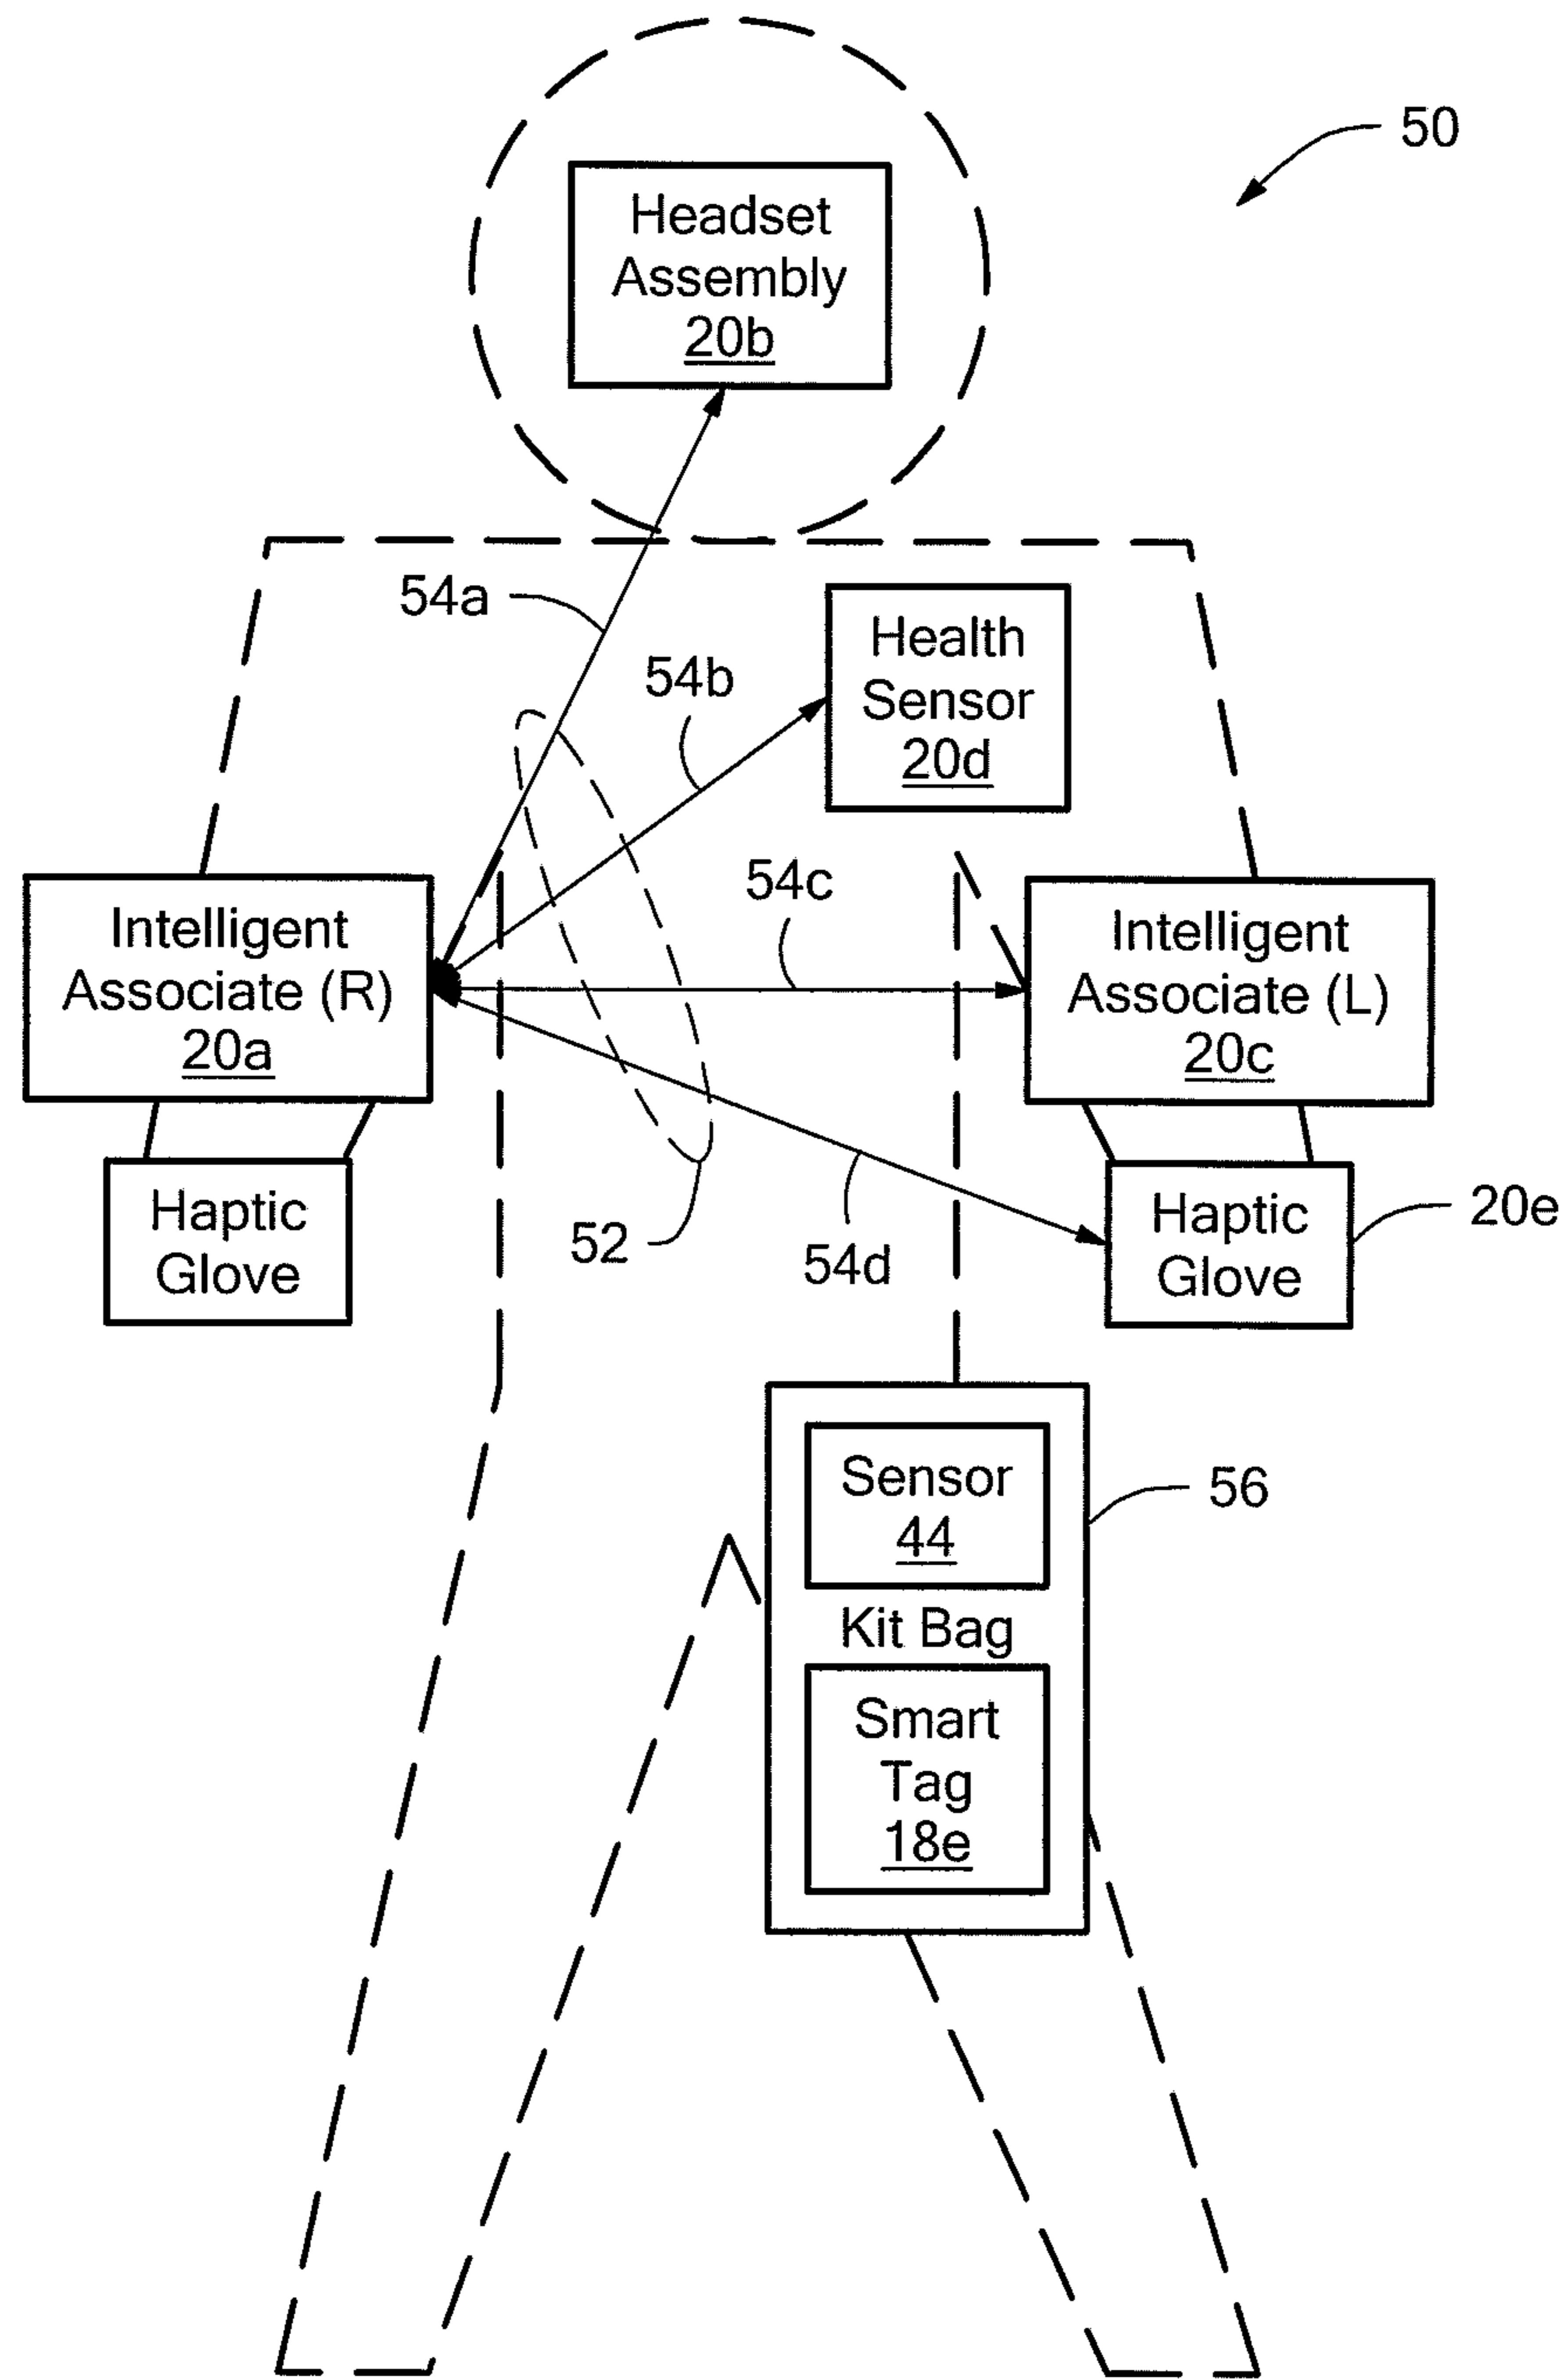 50
Headset
Assembly
20b
54a
Health
Sensor
20d
54b
54c
Intelligent
Associate (R)
20a
Intelligent
Associate (L)
20c
Haptic
Glove
52
54d
Haptic
Glove
20e
Sensor
44
56
Kit Bag
Smart
Tag
18e